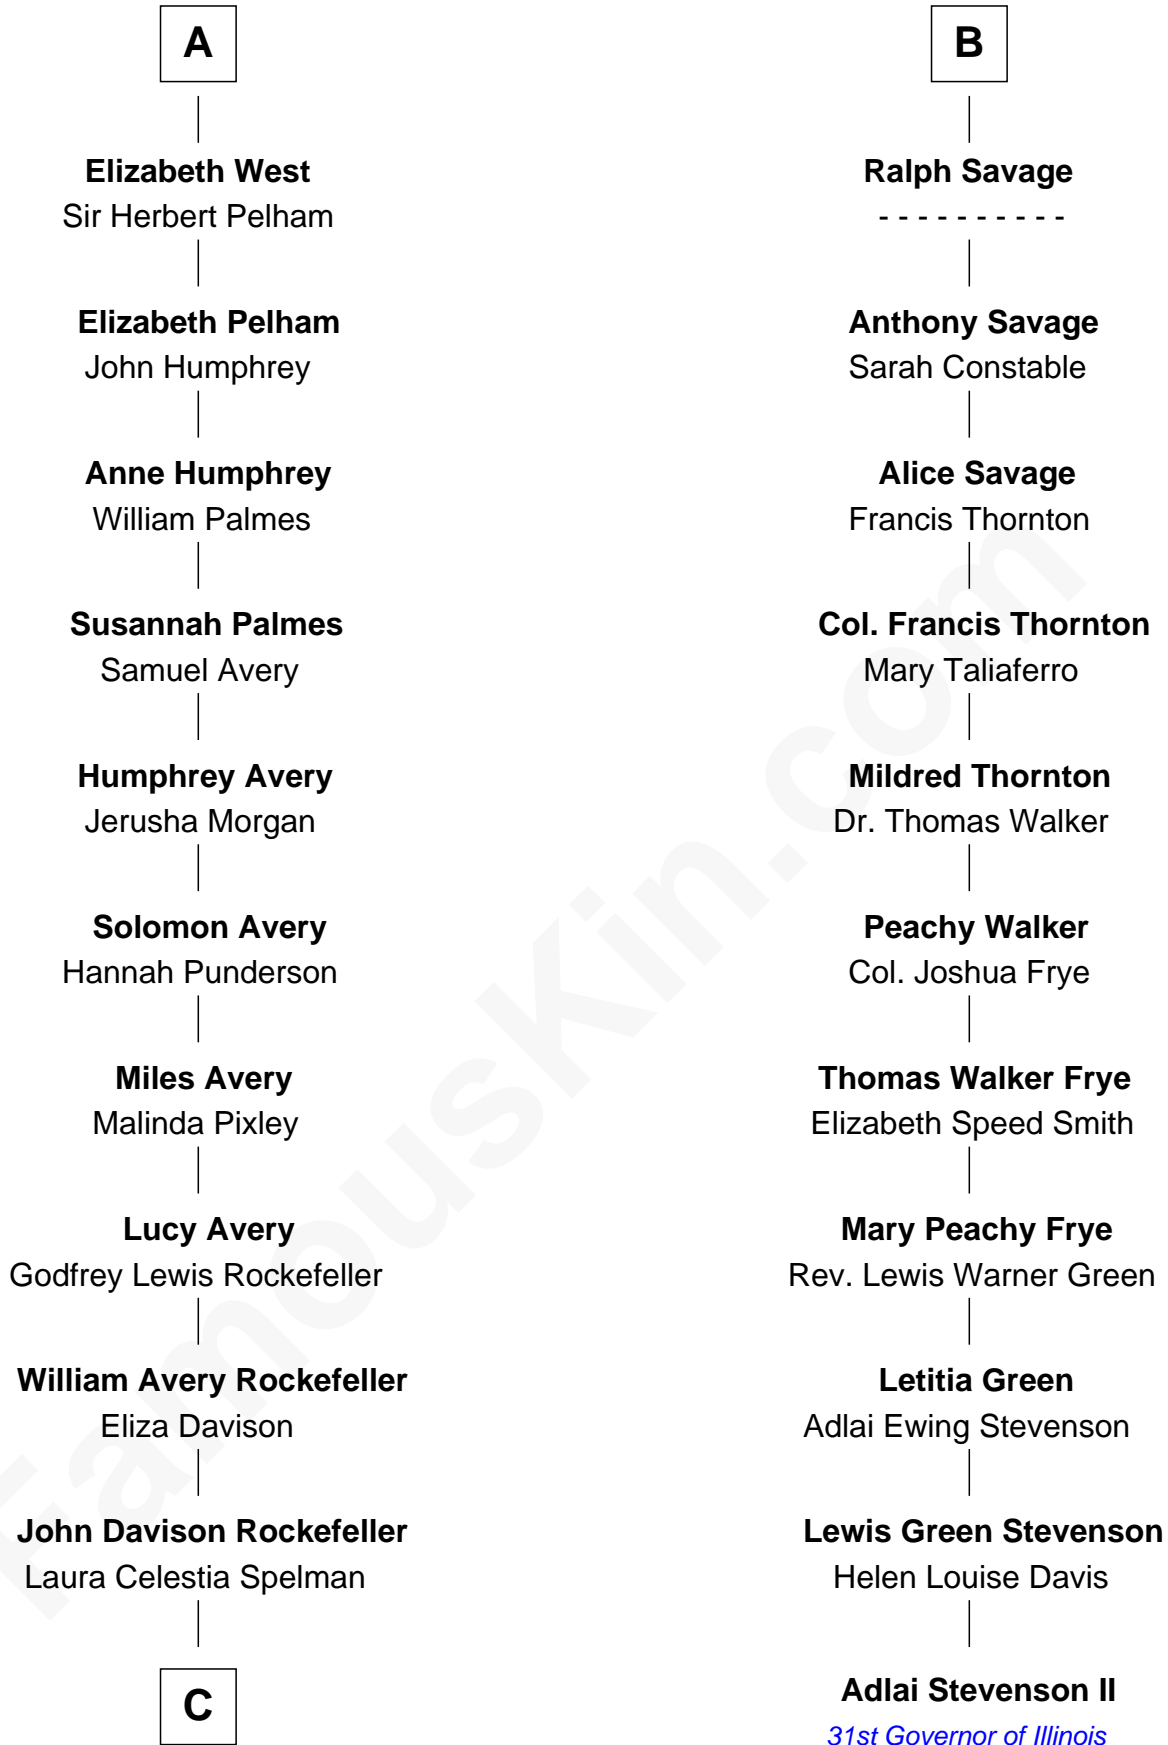 A
Elizabeth West
Sir Herbert Pelham
Elizabeth Pelham
John Humphrey
Anne Humphrey
William Palmes
Susannah Palmes
Samuel Avery
Humphrey Avery
Jerusha Morgan
Solomon Avery
Hannah Punderson
Miles Avery
Malinda Pixley
Lucy Avery
Godfrey Lewis Rockefeller
William Avery Rockefeller
Eliza Davison
John Davison Rockefeller
Laura Celestia Spelman
C
B
Ralph Savage
- - - - - - - - - -
Anthony Savage
Sarah Constable
Alice Savage
Francis Thornton
Col. Francis Thornton
Mary Taliaferro
Mildred Thornton
Dr. Thomas Walker
Peachy Walker
Col. Joshua Frye
Thomas Walker Frye
Elizabeth Speed Smith
Mary Peachy Frye
Rev. Lewis Warner Green
Letitia Green
Adlai Ewing Stevenson
Lewis Green Stevenson
Helen Louise Davis
Adlai Stevenson II
31st Governor of Illinois
FamousKin.com